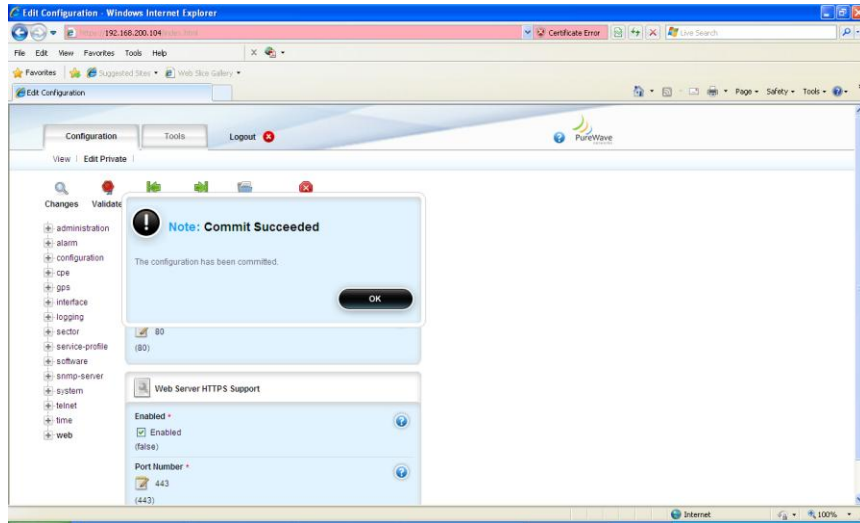 Edit Configuration - Windows Internet Explorer
https://192.168.200.104/index.html
Certificate Error
Live Search
File Edit View Favorites Tools Help
Favorites Suggested Sites Web Slice Gallery
Edit Configuration
Page Safety Tools
Configuration Tools Logout
PureWave
View Edit Private
Changes Validate
administration
alarm
configuration
cpe
gps
interface
logging
sector
service-profile
software
snmp-server
system
telnet
time
web
Note: Commit Succeeded
The configuration has been committed.
OK
80
(80)
Web Server HTTPS Support
Enabled *
Enabled
(false)
Port Number *
443
(443)
Internet
100%